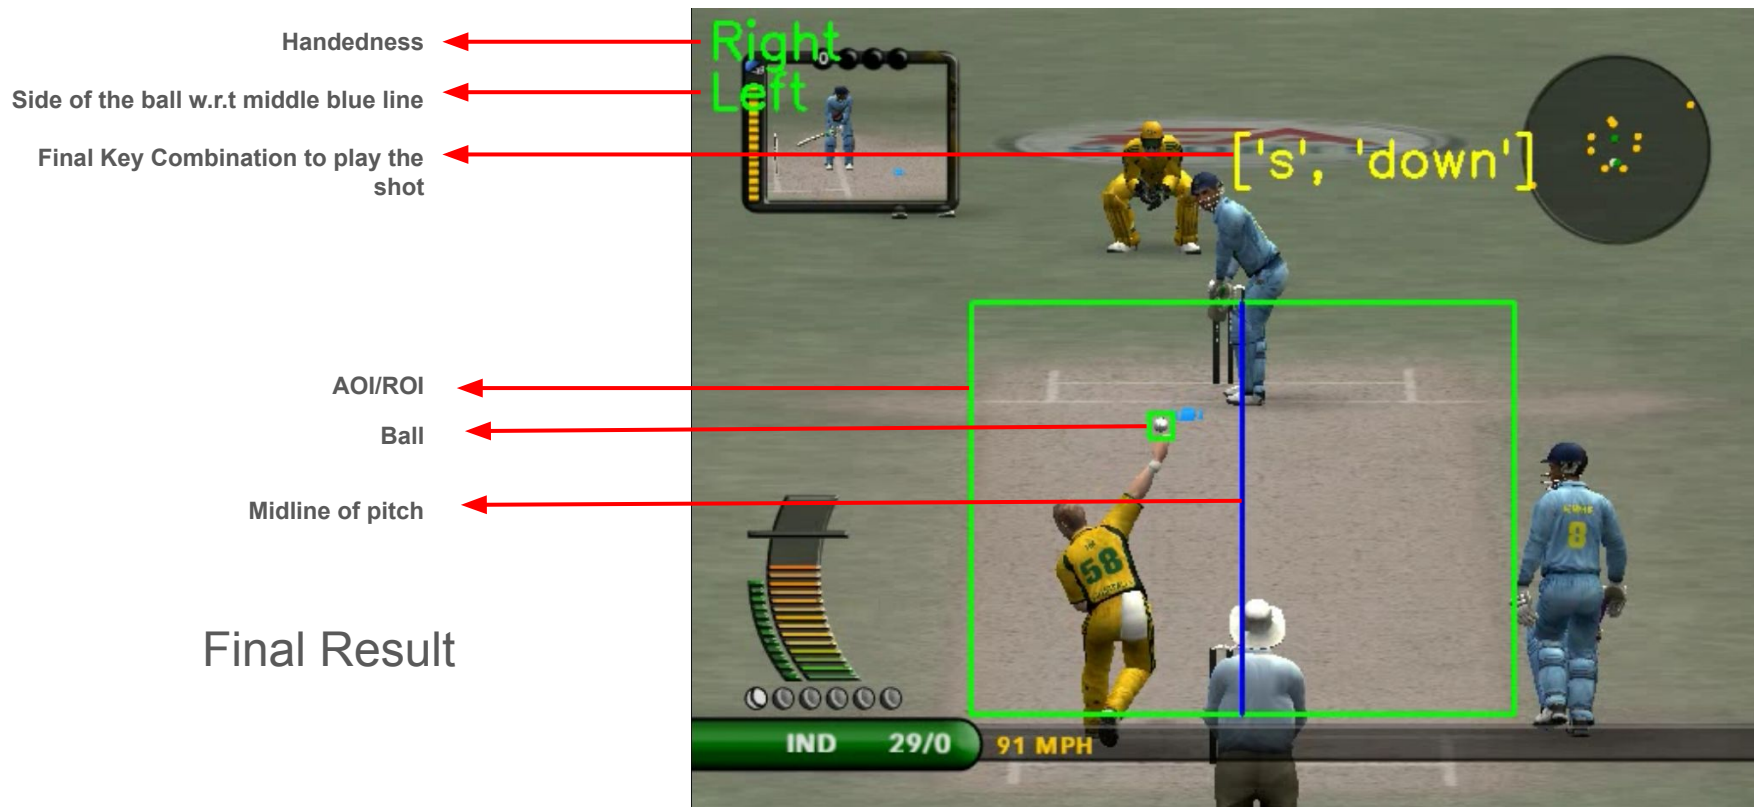 Handedness
Right
Left
Side of the ball w.r.t middle blue line
Final Key Combination to play the
shot
['s', 'down']
AOI/ROI
Ball
Midline of pitch
58
8
Final Result
IND 29/0 91 MPH